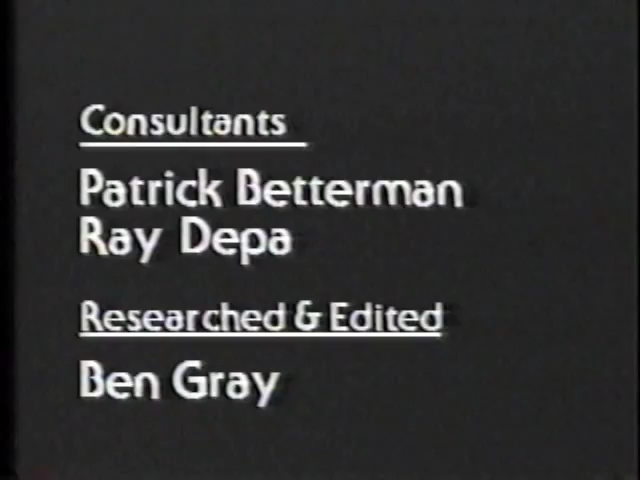 Consultants
Patrick Betterman
Ray Depa
Researched & Edited
Ben Gray